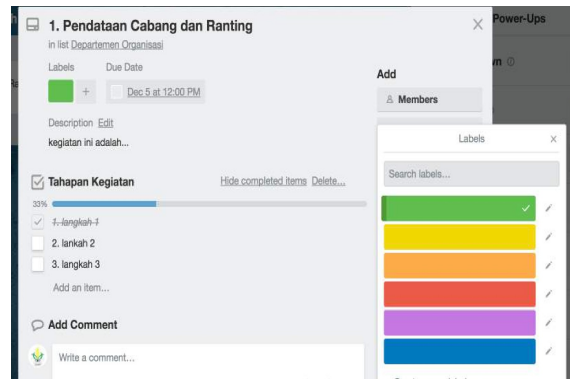 1. Pendataan Cabang dan Ranting
Power-Ups
in list Departemen Organisasi
Labels
Due Date
Add
+
Dec 5 at 12:00 PM
Members
Description Edit
kegiatan ini adalah...
Labels
Search labels...
Tahapan Kegiatan
Hide completed items Delete...
33%
1. langkah 1
2. lankah 2
3. langkah 3
Add an item...
Add Comment
Write a comment...